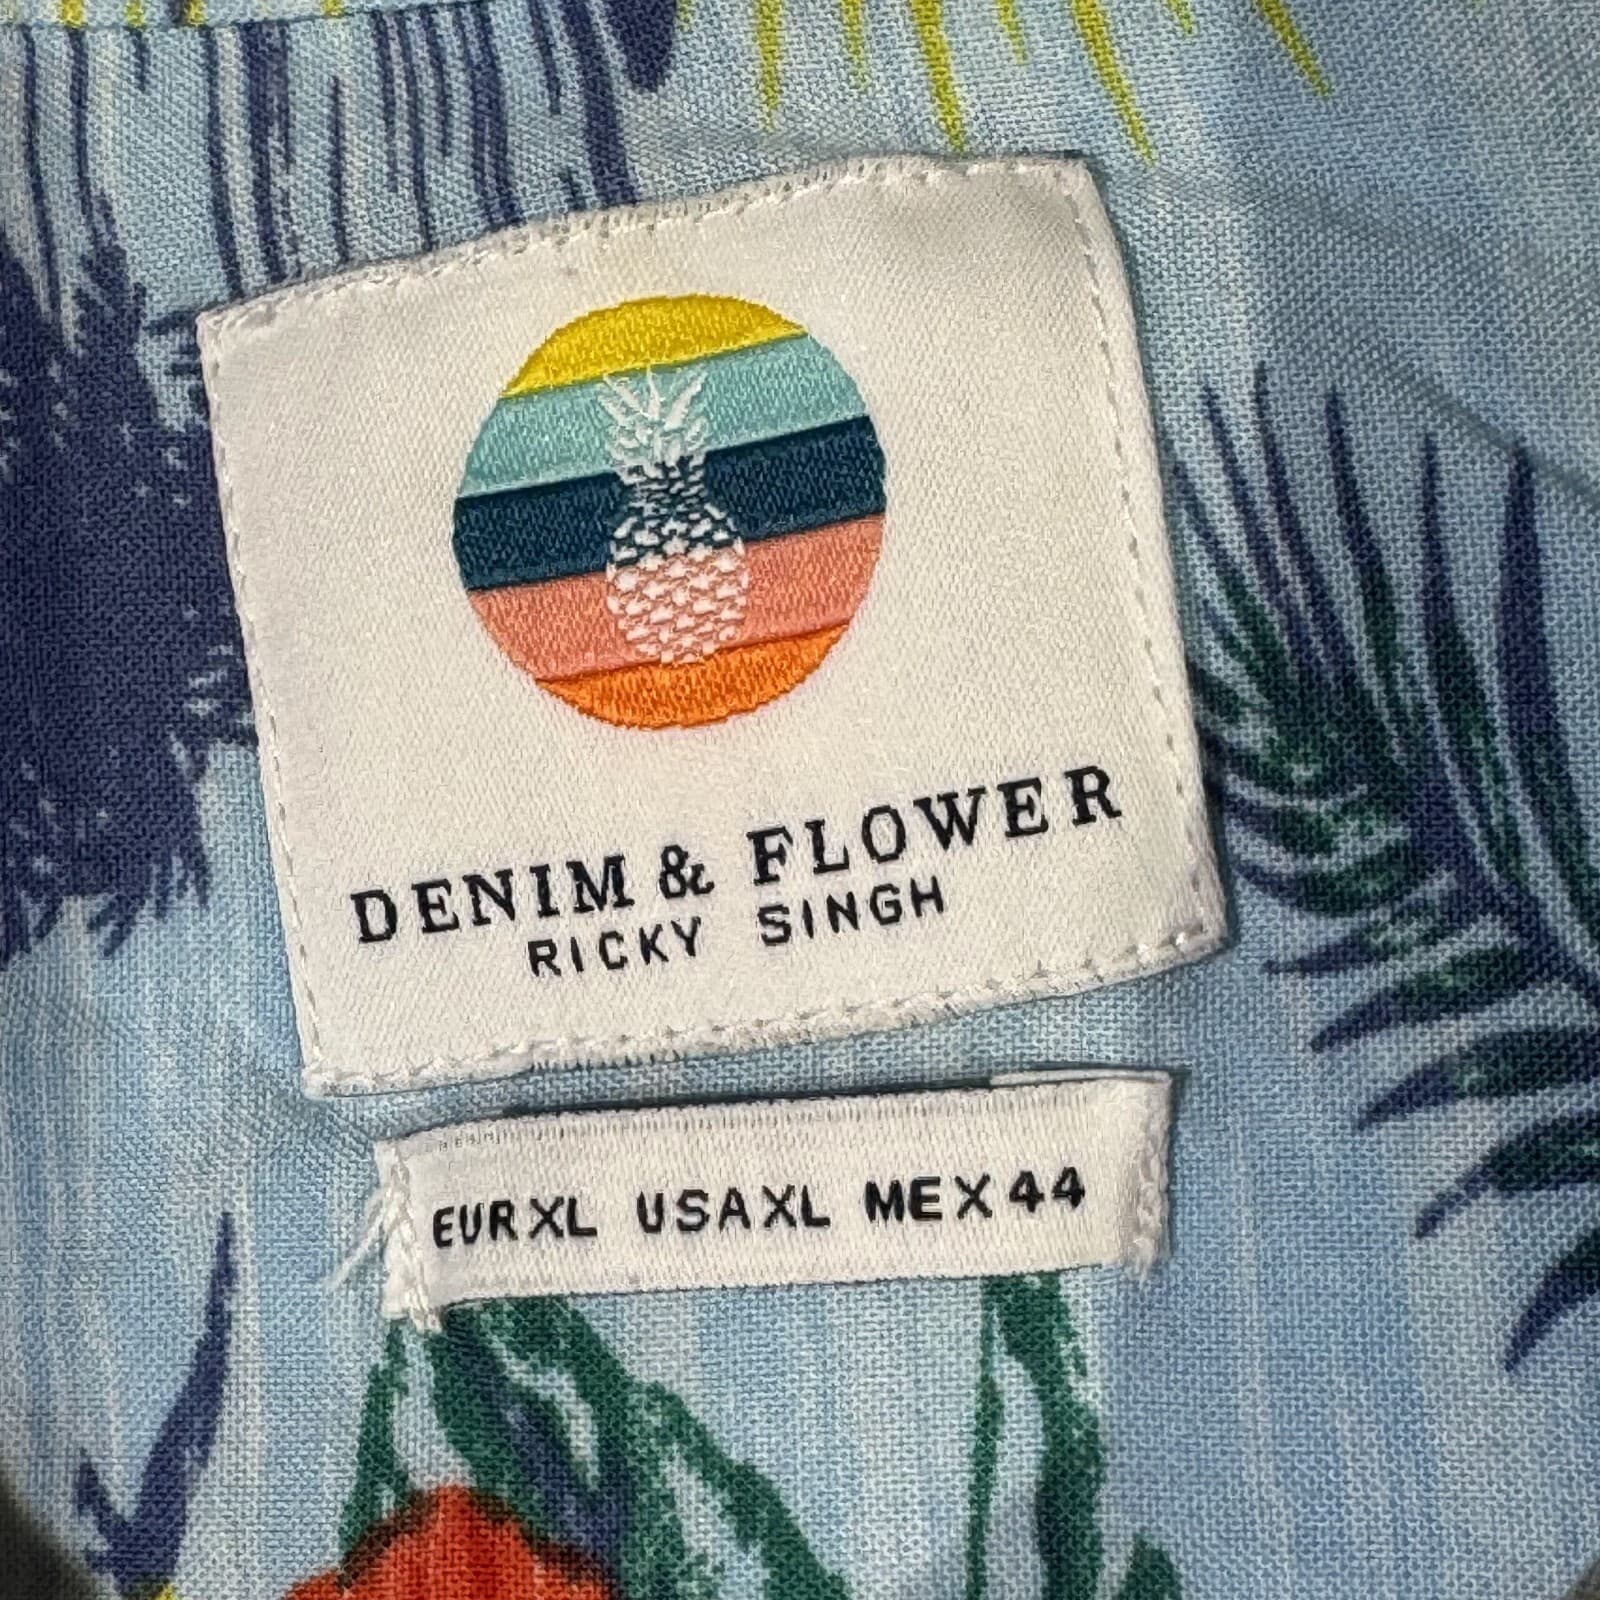 DENIM & FLOWER
RICKY SINGH
EUR XL USA XL MEX 44